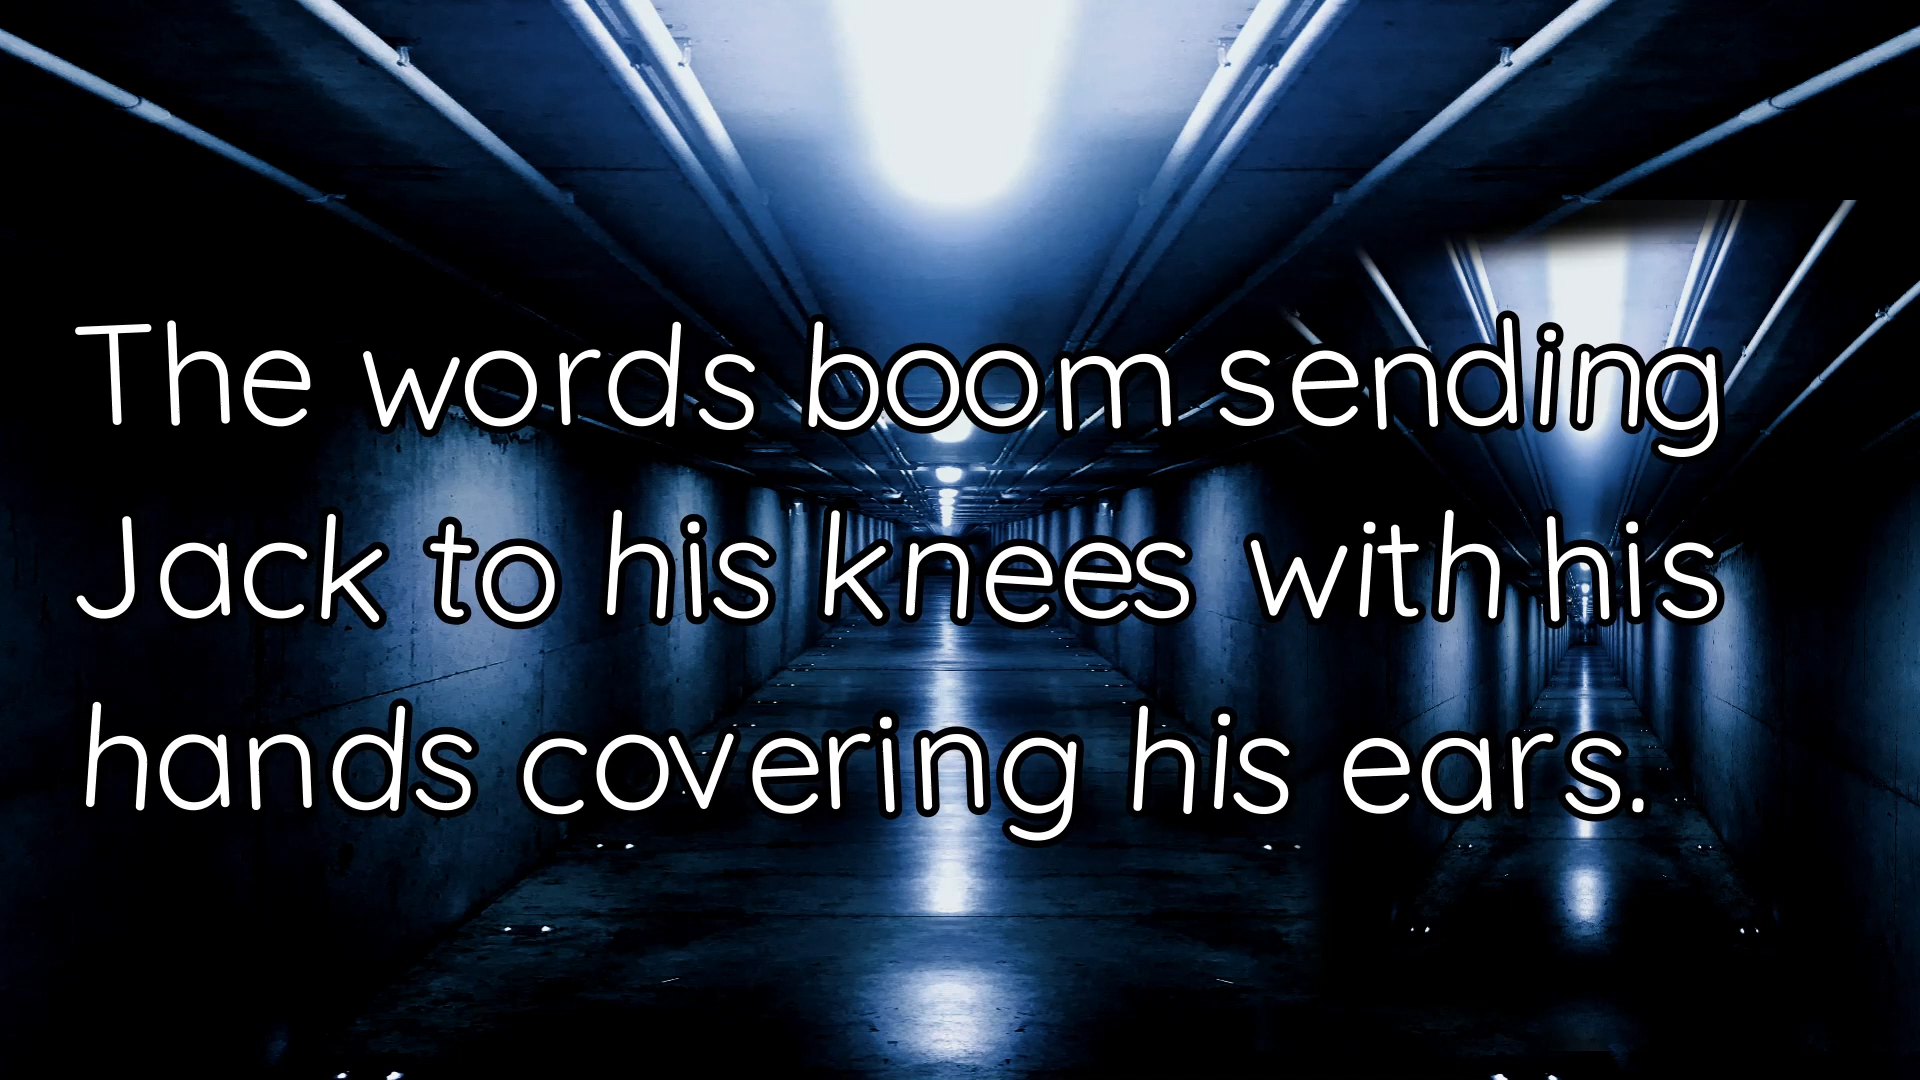 The words boom sending
Jack to his knees with his
hands covering his ears.